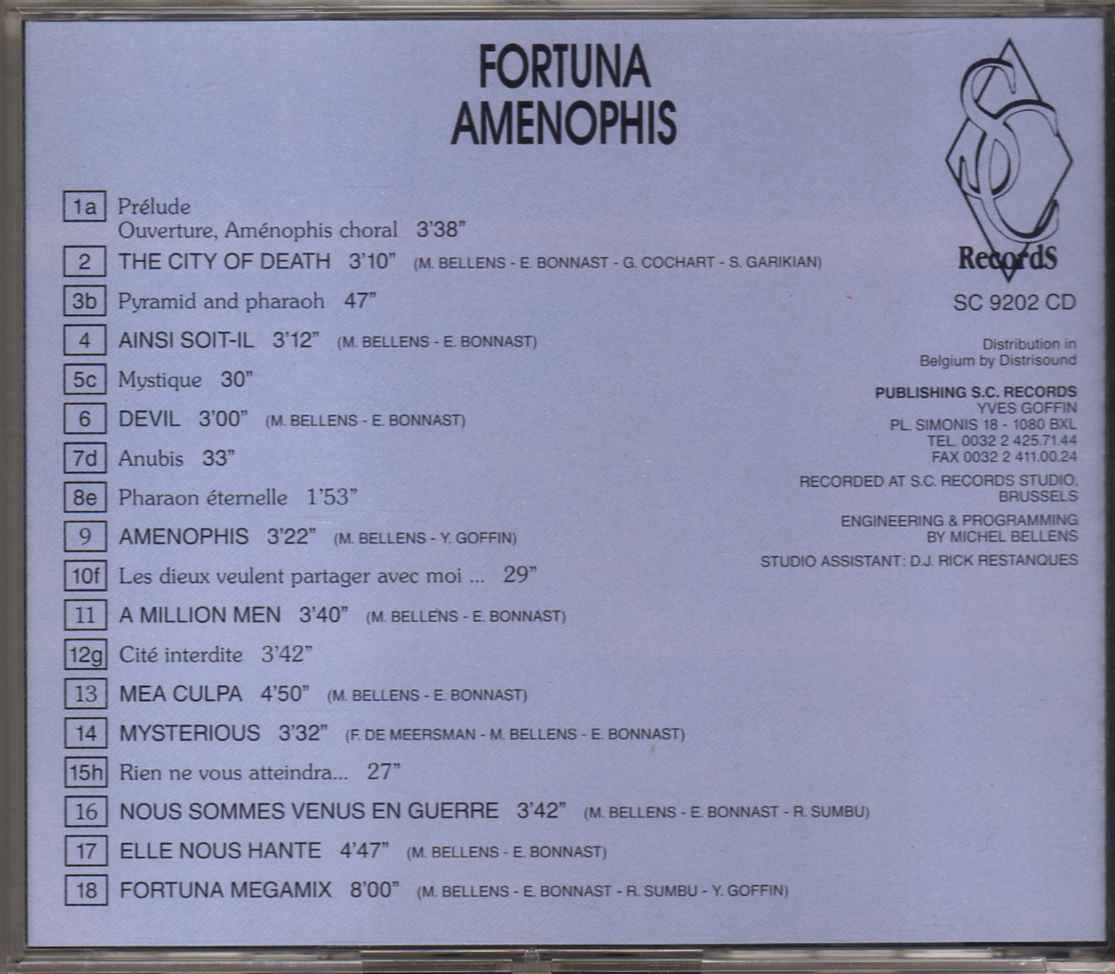 FORTUNA
AMENOPHIS
SC
RecordS
SC 9202 CD
1a Prélude
Ouverture, Aménophis choral 3'38"
2 THE CITY OF DEATH 3'10" (M. BELLENS - E. BONNAST - G. COCHART - S. GARIKIAN)
3b Pyramid and pharaoh 47"
4 AINSI SOIT-IL 3'12" (M. BELLENS - E. BONNAST)
5c Mystique 30"
6 DEVIL 3'00" (M. BELLENS - E. BONNAST)
7d Anubis 33"
8e Pharaon éternelle 1'53"
9 AMENOPHIS 3'22" (M. BELLENS - Y. GOFFIN)
10f Les dieux veulent partager avec moi ... 29"
11 A MILLION MEN 3'40" (M. BELLENS - E. BONNAST)
12g Cité interdite 3'42"
13 MEA CULPA 4'50" (M. BELLENS - E. BONNAST)
14 MYSTERIOUS 3'32" (F. DE MEERSMAN - M. BELLENS - E. BONNAST)
15h Rien ne vous atteindra... 27"
16 NOUS SOMMES VENUS EN GUERRE 3'42" (M. BELLENS - E. BONNAST - R. SUMBU)
17 ELLE NOUS HANTE 4'47" (M. BELLENS - E. BONNAST)
18 FORTUNA MEGAMIX 8'00" (M. BELLENS - E. BONNAST - R. SUMBU - Y. GOFFIN)
Distribution in
Belgium by Distrisound
PUBLISHING S.C. RECORDS
YVES GOFFIN
PL. SIMONIS 18 - 1080 BXL
TEL. 0032 2 425.71.44
FAX 0032 2 411.00.24
RECORDED AT S.C. RECORDS STUDIO,
BRUSSELS
ENGINEERING & PROGRAMMING
BY MICHEL BELLENS
STUDIO ASSISTANT: D.J. RICK RESTANQUES